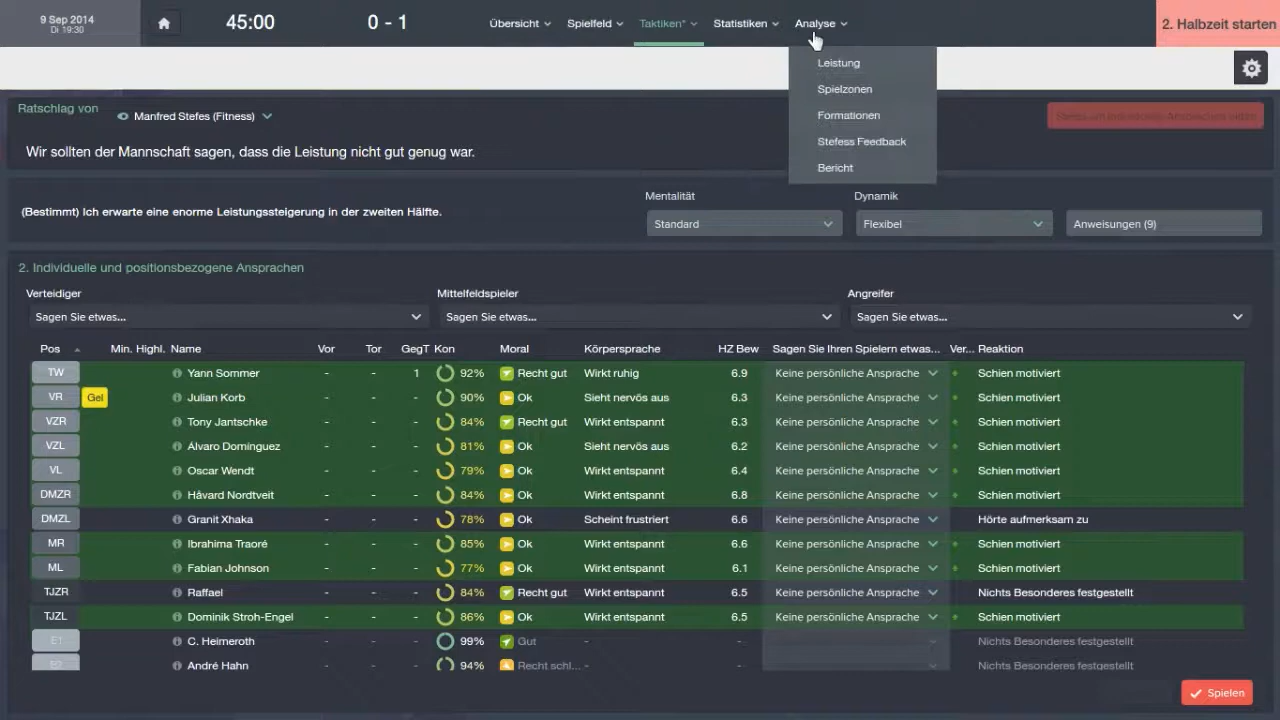 9 Sep 2014
Di 19:30
45:00
0 - 1
Übersicht
Spielfeld
Taktiken*
Statistiken
Analyse
2. Halbzeit starten
Leistung
Spielzonen
Formationen
Stefess Feedback
Bericht
Ratschlag von
Manfred Stefes (Fitness)
Wir sollten der Mannschaft sagen, dass die Leistung nicht gut genug war.
(Bestimmt) Ich erwarte eine enorme Leistungssteigerung in der zweiten Hälfte.
Mentalität
Dynamik
Standard
Flexibel
Anweisungen (9)
2. Individuelle und positionsbezogene Ansprachen
Verteidiger
Mittelfeldspieler
Angreifer
Sagen Sie etwas...
Sagen Sie etwas...
Sagen Sie etwas...
Pos Min. Highl. Name Vor Tor GegT Kon Moral Körpersprache HZ Bew Sagen Sie Ihren Spielern etwas... Ver... Reaktion
TW Yann Sommer - - 1 92% Recht gut Wirkt ruhig 6.9 Keine persönliche Ansprache Schien motiviert
VR Gel Julian Korb - - - 90% Ok Sieht nervös aus 6.3 Keine persönliche Ansprache Schien motiviert
VZR Tony Jantschke - - - 84% Recht gut Wirkt entspannt 6.3 Keine persönliche Ansprache Schien motiviert
VZL Álvaro Domínguez - - - 81% Ok Sieht nervös aus 6.2 Keine persönliche Ansprache Schien motiviert
VL Oscar Wendt - - - 79% Ok Wirkt entspannt 6.4 Keine persönliche Ansprache Schien motiviert
DMZR Håvard Nordtveit - - - 84% Ok Wirkt entspannt 6.8 Keine persönliche Ansprache Schien motiviert
DMZL Granit Xhaka - - - 78% Ok Scheint frustriert 6.6 Keine persönliche Ansprache Hörte aufmerksam zu
MR Ibrahima Traoré - - - 85% Ok Wirkt entspannt 6.6 Keine persönliche Ansprache Schien motiviert
ML Fabian Johnson - - - 77% Ok Wirkt entspannt 6.1 Keine persönliche Ansprache Schien motiviert
TJZR Raffael - - - 84% Recht gut Wirkt entspannt 6.5 Keine persönliche Ansprache Nichts Besonderes festgestellt
TJZL Dominik Stroh-Engel - - - 86% Ok Wirkt entspannt 6.5 Keine persönliche Ansprache Schien motiviert
E1 C. Heimeroth 99% Gut - - Nichts Besonderes festgestellt
E2 André Hahn 94% Recht schl... - - Nichts Besonderes festgestellt
Spielen